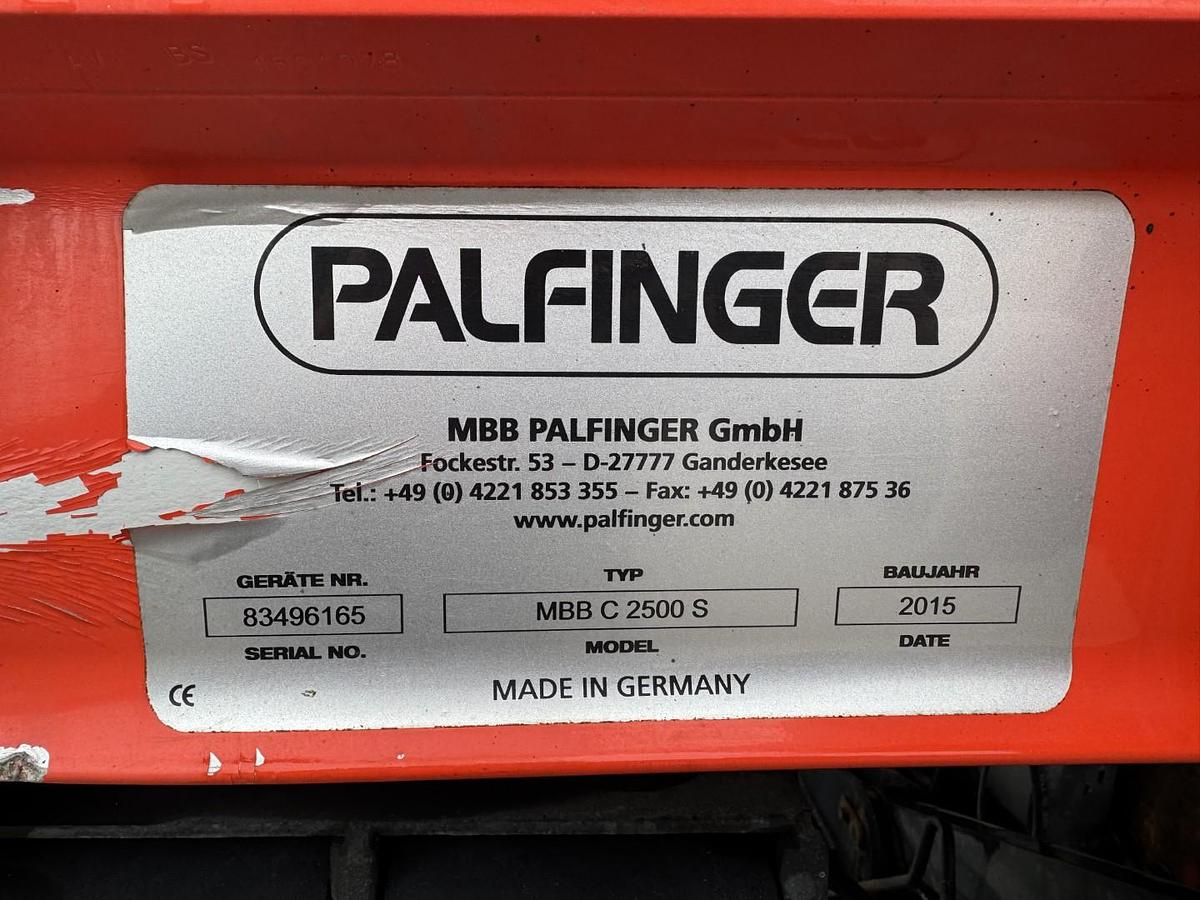 BS
PALFINGER
MBB PALFINGER GmbH
Fockestr. 53 – D-27777 Ganderkesee
Tel.: +49 (0) 4221 853 355 – Fax: +49 (0) 4221 875 36
www.palfinger.com
GERÄTE NR. TYP BAUJAHR
83496165 MBB C 2500 S 2015
SERIAL NO. MODEL DATE
CE MADE IN GERMANY